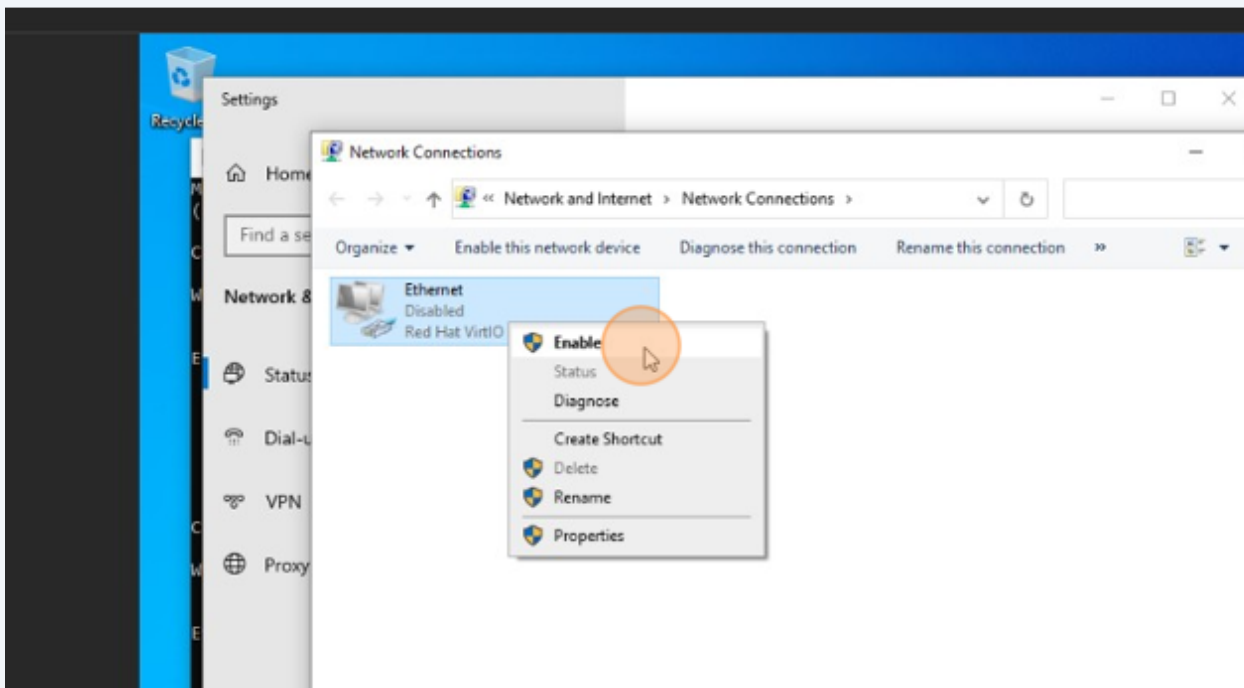 Recycle
Settings
Home
Find a se
Network &
Status
Dial-u
VPN
Proxy
Network Connections
« Network and Internet > Network Connections >
Organize Enable this network device Diagnose this connection Rename this connection »
Ethernet
Disabled
Red Hat VirtIO
Enable
Status
Diagnose
Create Shortcut
Delete
Rename
Properties